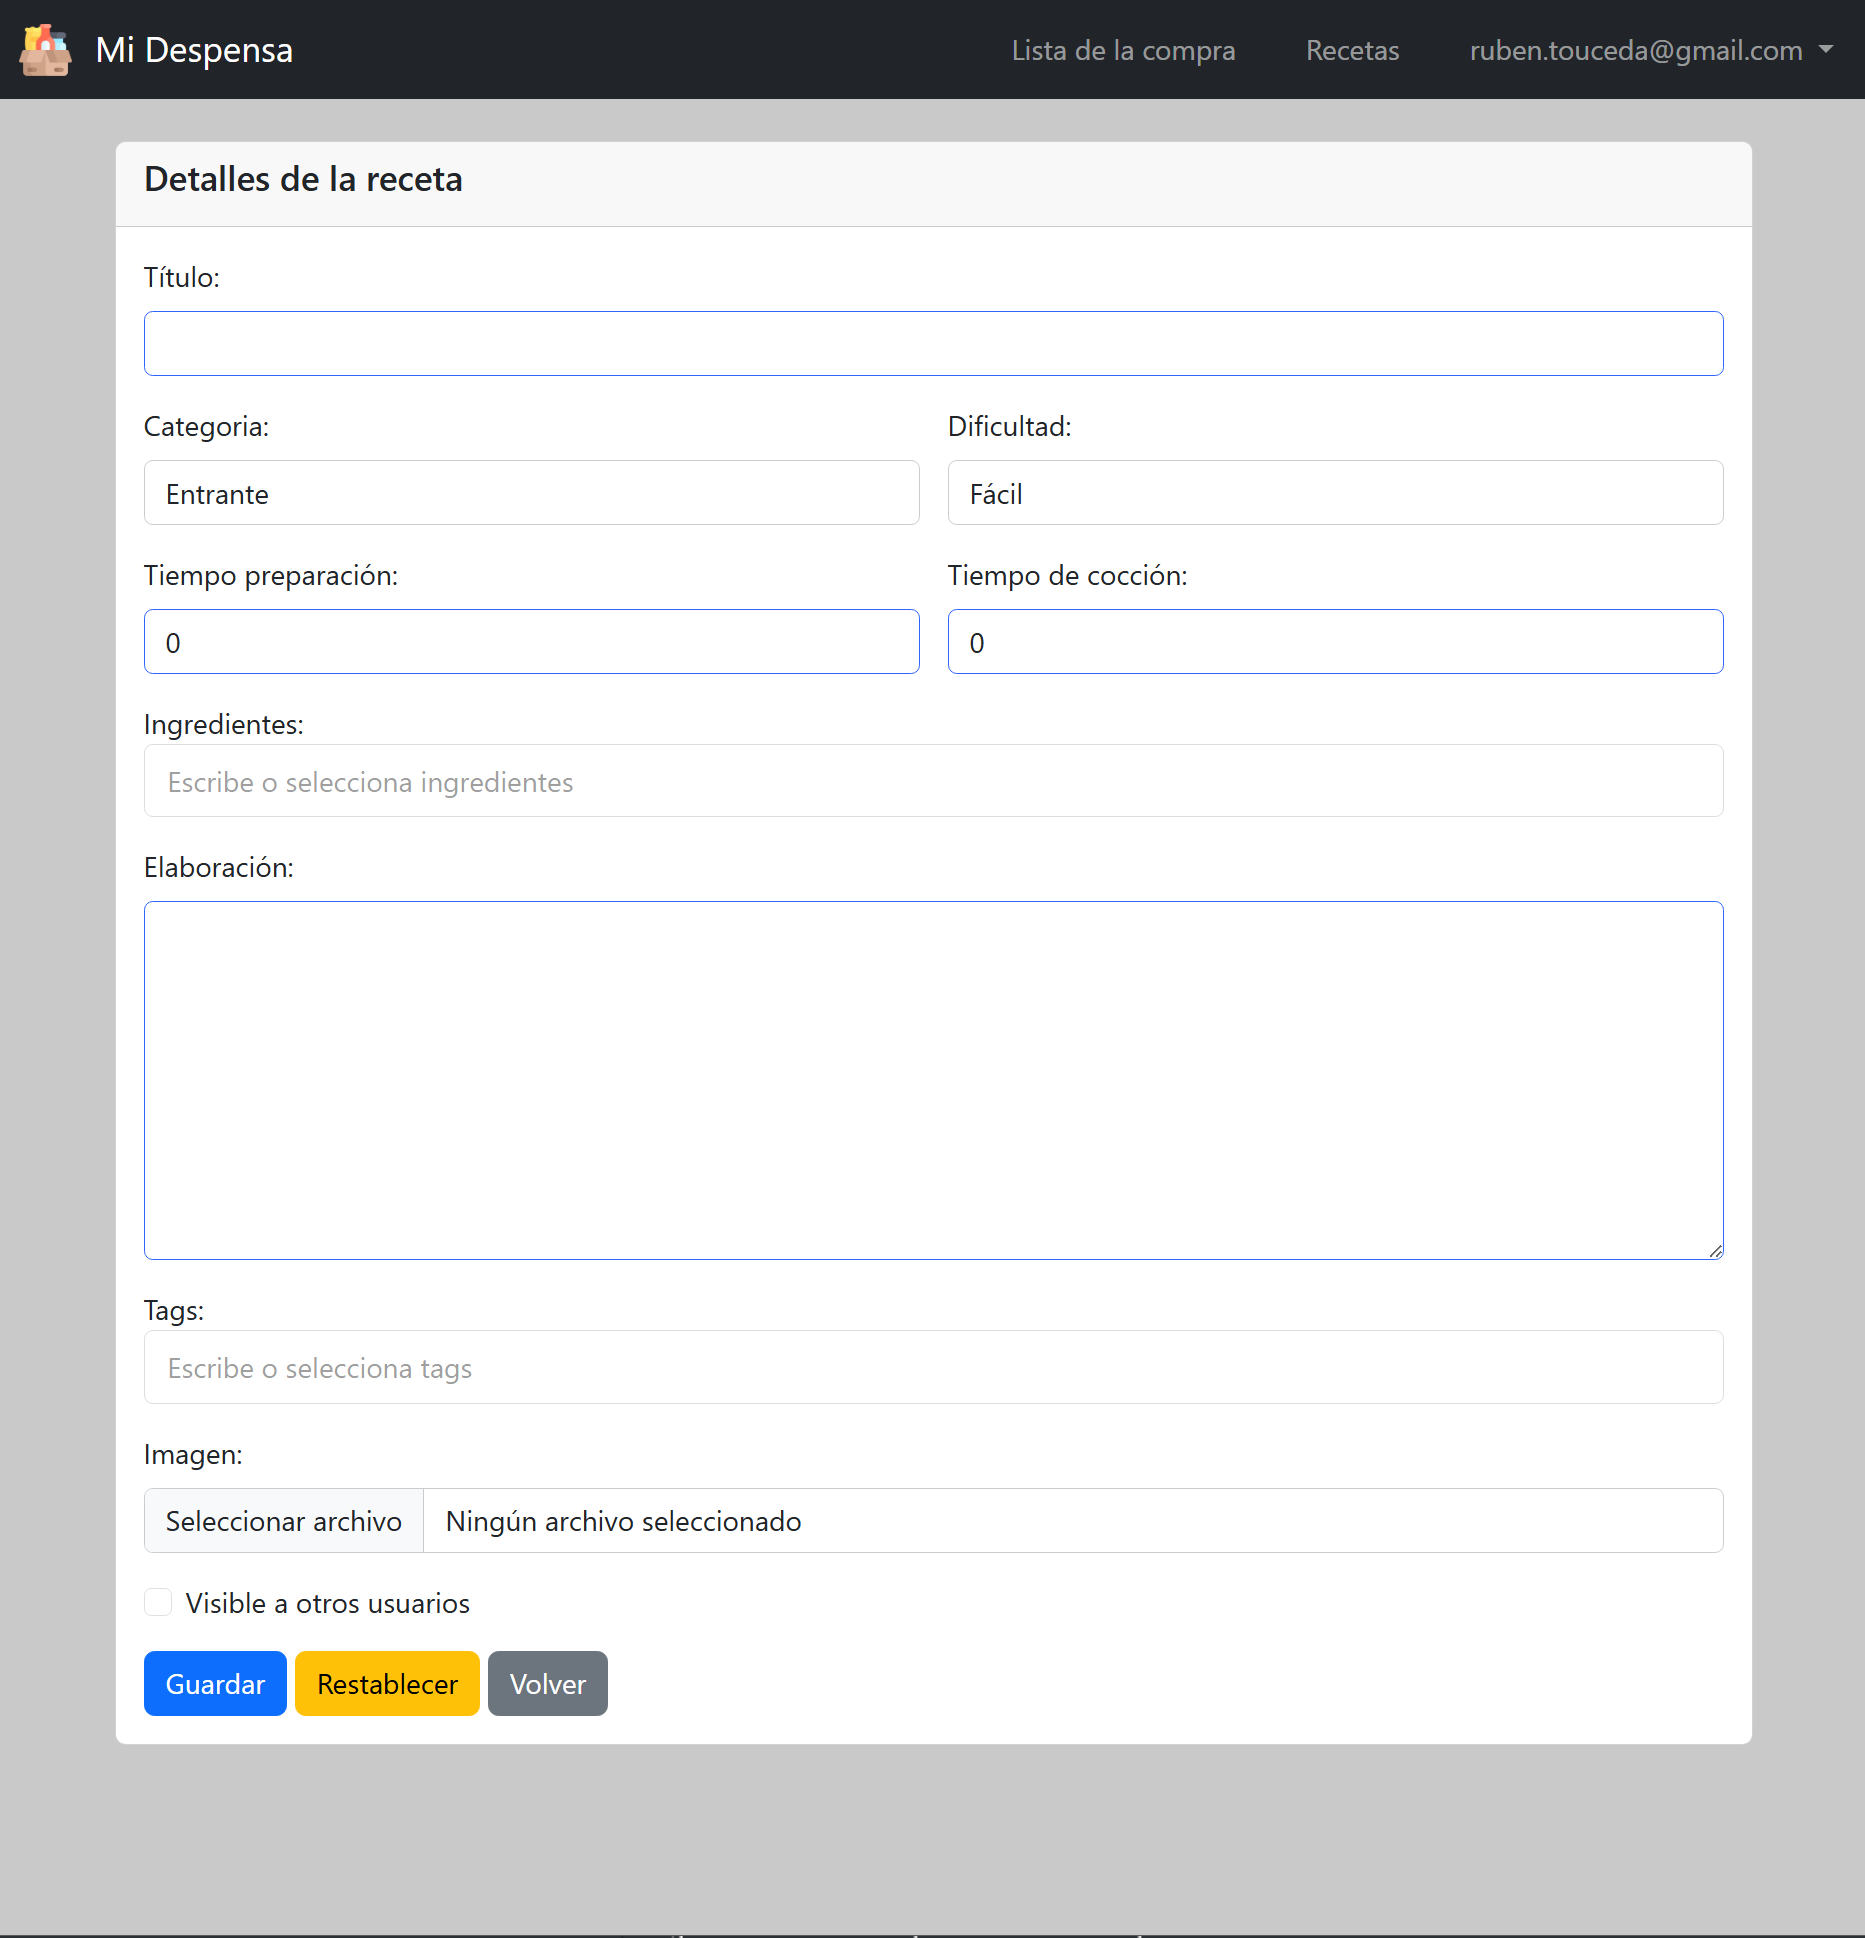 Mi Despensa Lista de la compra Recetas ruben.touceda@gmail.com
Detalles de la receta
Título:
Categoria: Dificultad:
Entrante Fácil
Tiempo preparación: Tiempo de cocción:
0 0
Ingredientes:
Escribe o selecciona ingredientes
Elaboración:
Tags:
Escribe o selecciona tags
Imagen:
Seleccionar archivo Ningún archivo seleccionado
Visible a otros usuarios
Guardar Restablecer Volver